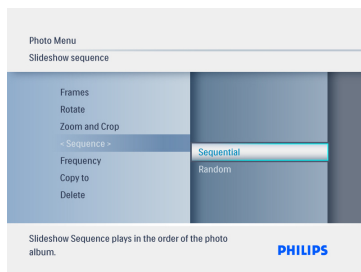 Photo Menu
Slideshow sequence
Frames
Rotate
Zoom and Crop
« Sequence »
Frequency
Copy to
Delete
Sequential
Random
Slideshow Sequence plays in the order of the photo
album.
PHILIPS